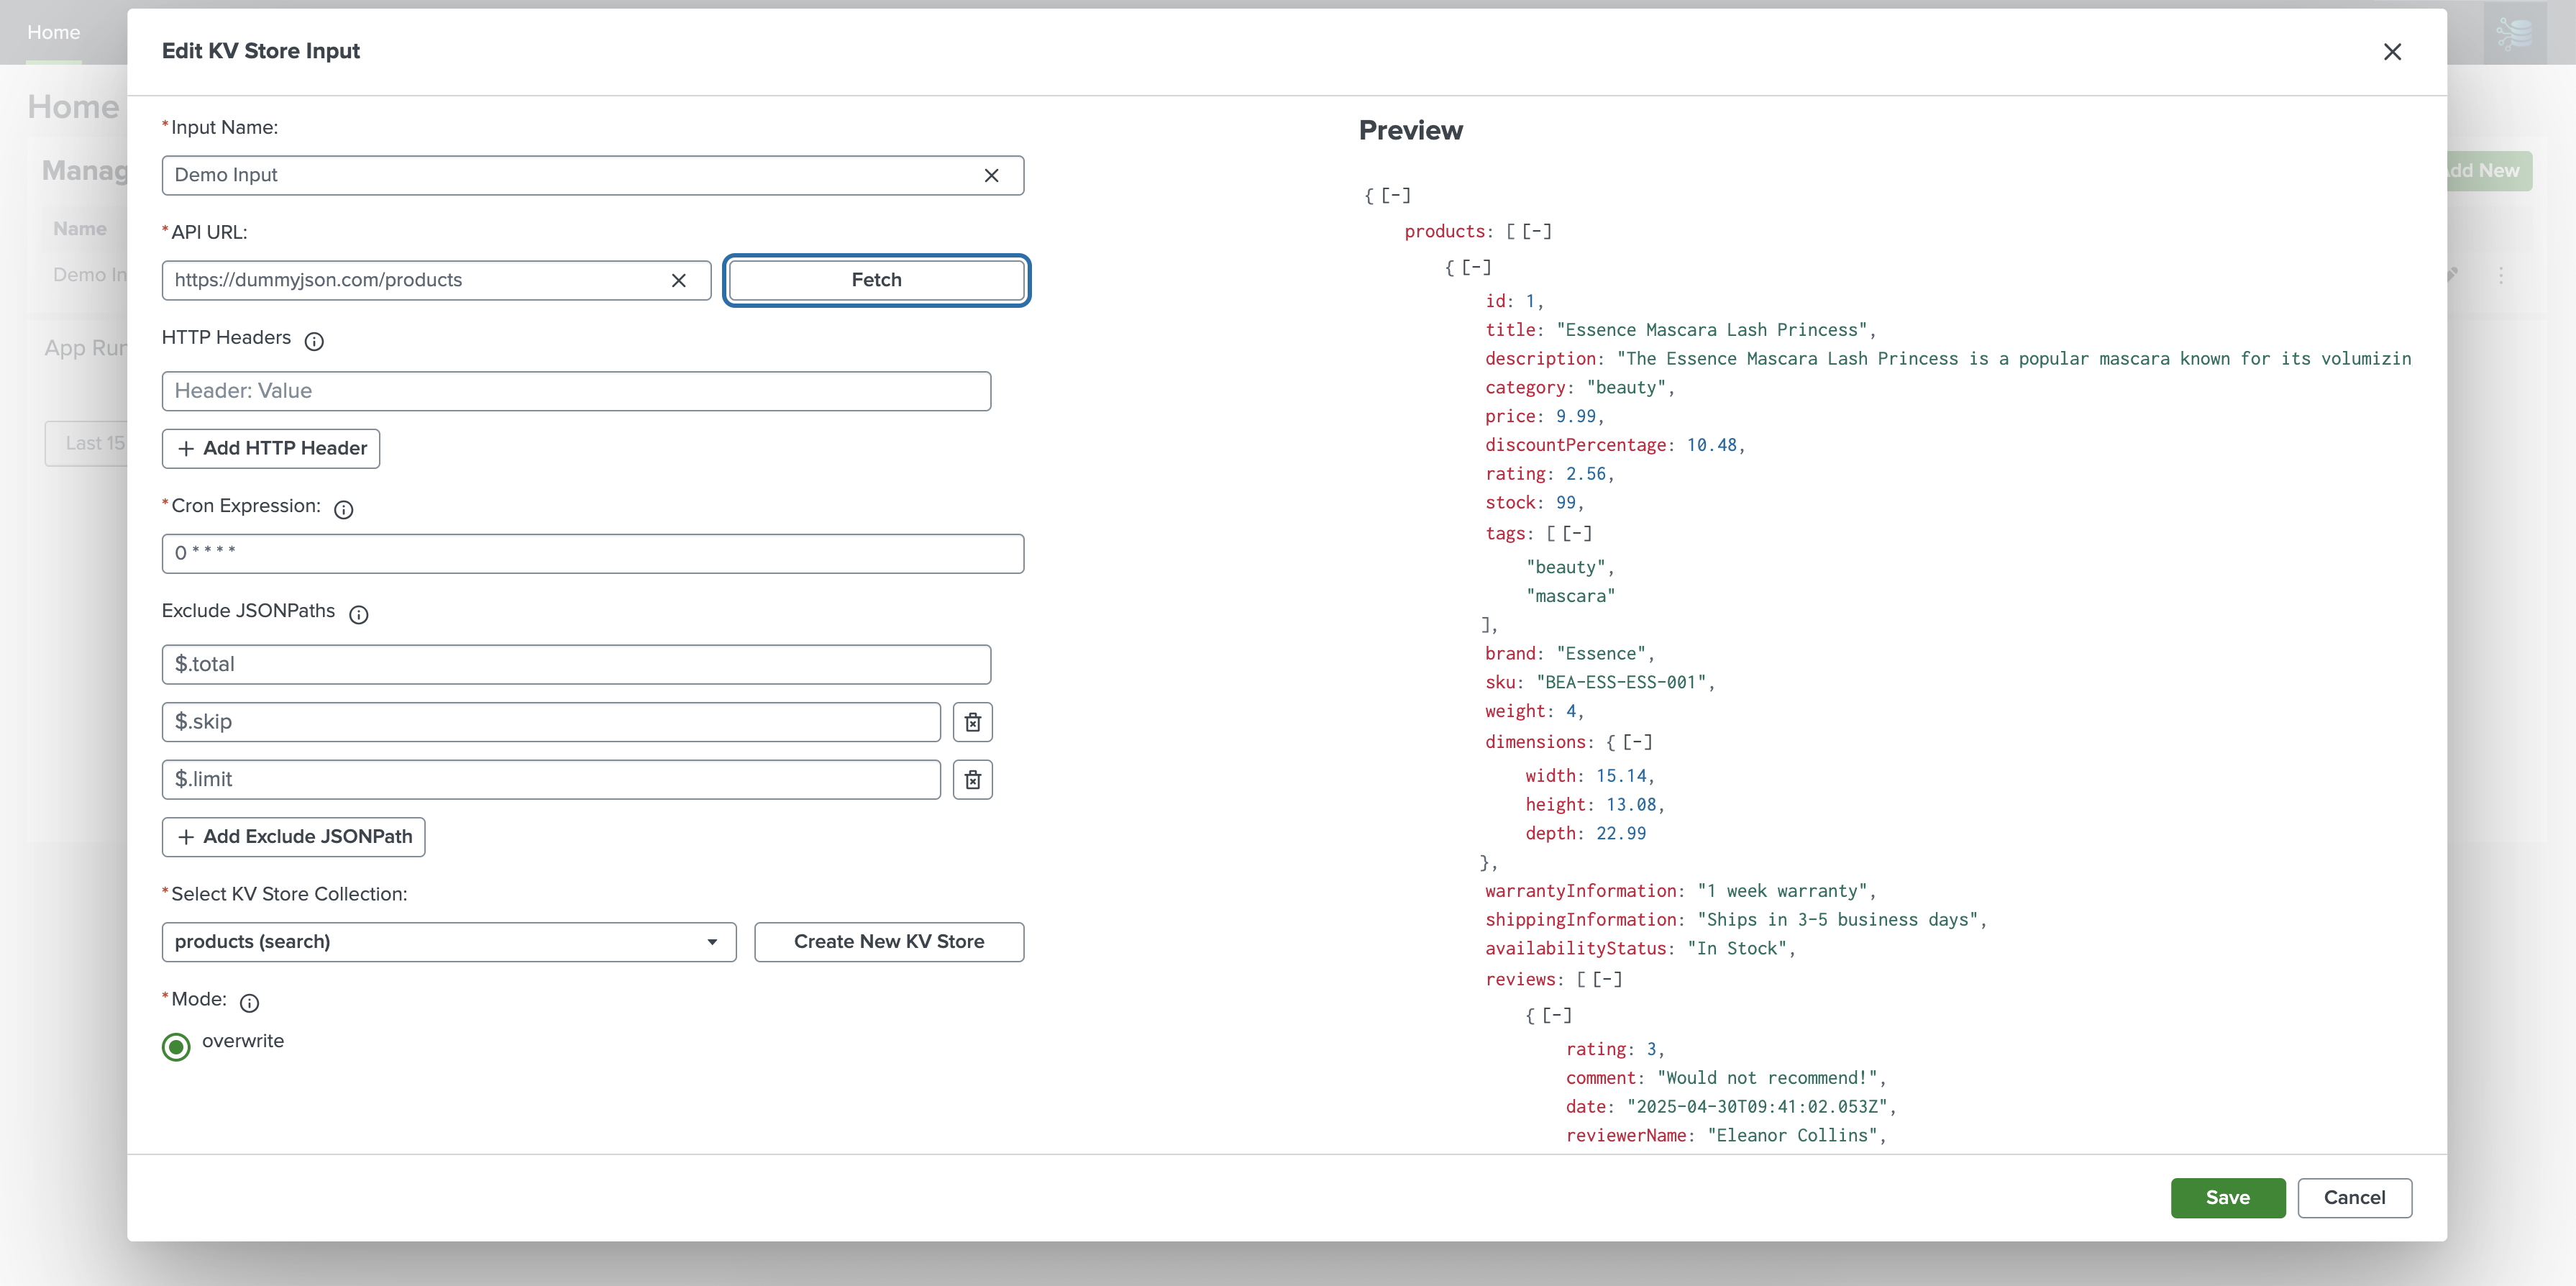 Home
Home
Edit KV Store Input
Manag
Name
Demo In
App Run
Last 15
dd New
*Input Name:
Demo Input
*API URL:
https://dummyjson.com/products
Fetch
HTTP Headers
Header: Value
+ Add HTTP Header
*Cron Expression:
0 * * * *
Exclude JSONPaths
$.total
$.skip
$.limit
+ Add Exclude JSONPath
*Select KV Store Collection:
products (search)
Create New KV Store
*Mode:
overwrite
Preview
{ [-]
products: [ [-]
{ [-]
id: 1,
title: "Essence Mascara Lash Princess",
description: "The Essence Mascara Lash Princess is a popular mascara known for its volumizin
category: "beauty",
price: 9.99,
discountPercentage: 10.48,
rating: 2.56,
stock: 99,
tags: [ [-]
"beauty",
"mascara"
],
brand: "Essence",
sku: "BEA-ESS-ESS-001",
weight: 4,
dimensions: { [-]
width: 15.14,
height: 13.08,
depth: 22.99
},
warrantyInformation: "1 week warranty",
shippingInformation: "Ships in 3-5 business days",
availabilityStatus: "In Stock",
reviews: [ [-]
{ [-]
rating: 3,
comment: "Would not recommend!",
date: "2025-04-30T09:41:02.053Z",
reviewerName: "Eleanor Collins",
Save
Cancel